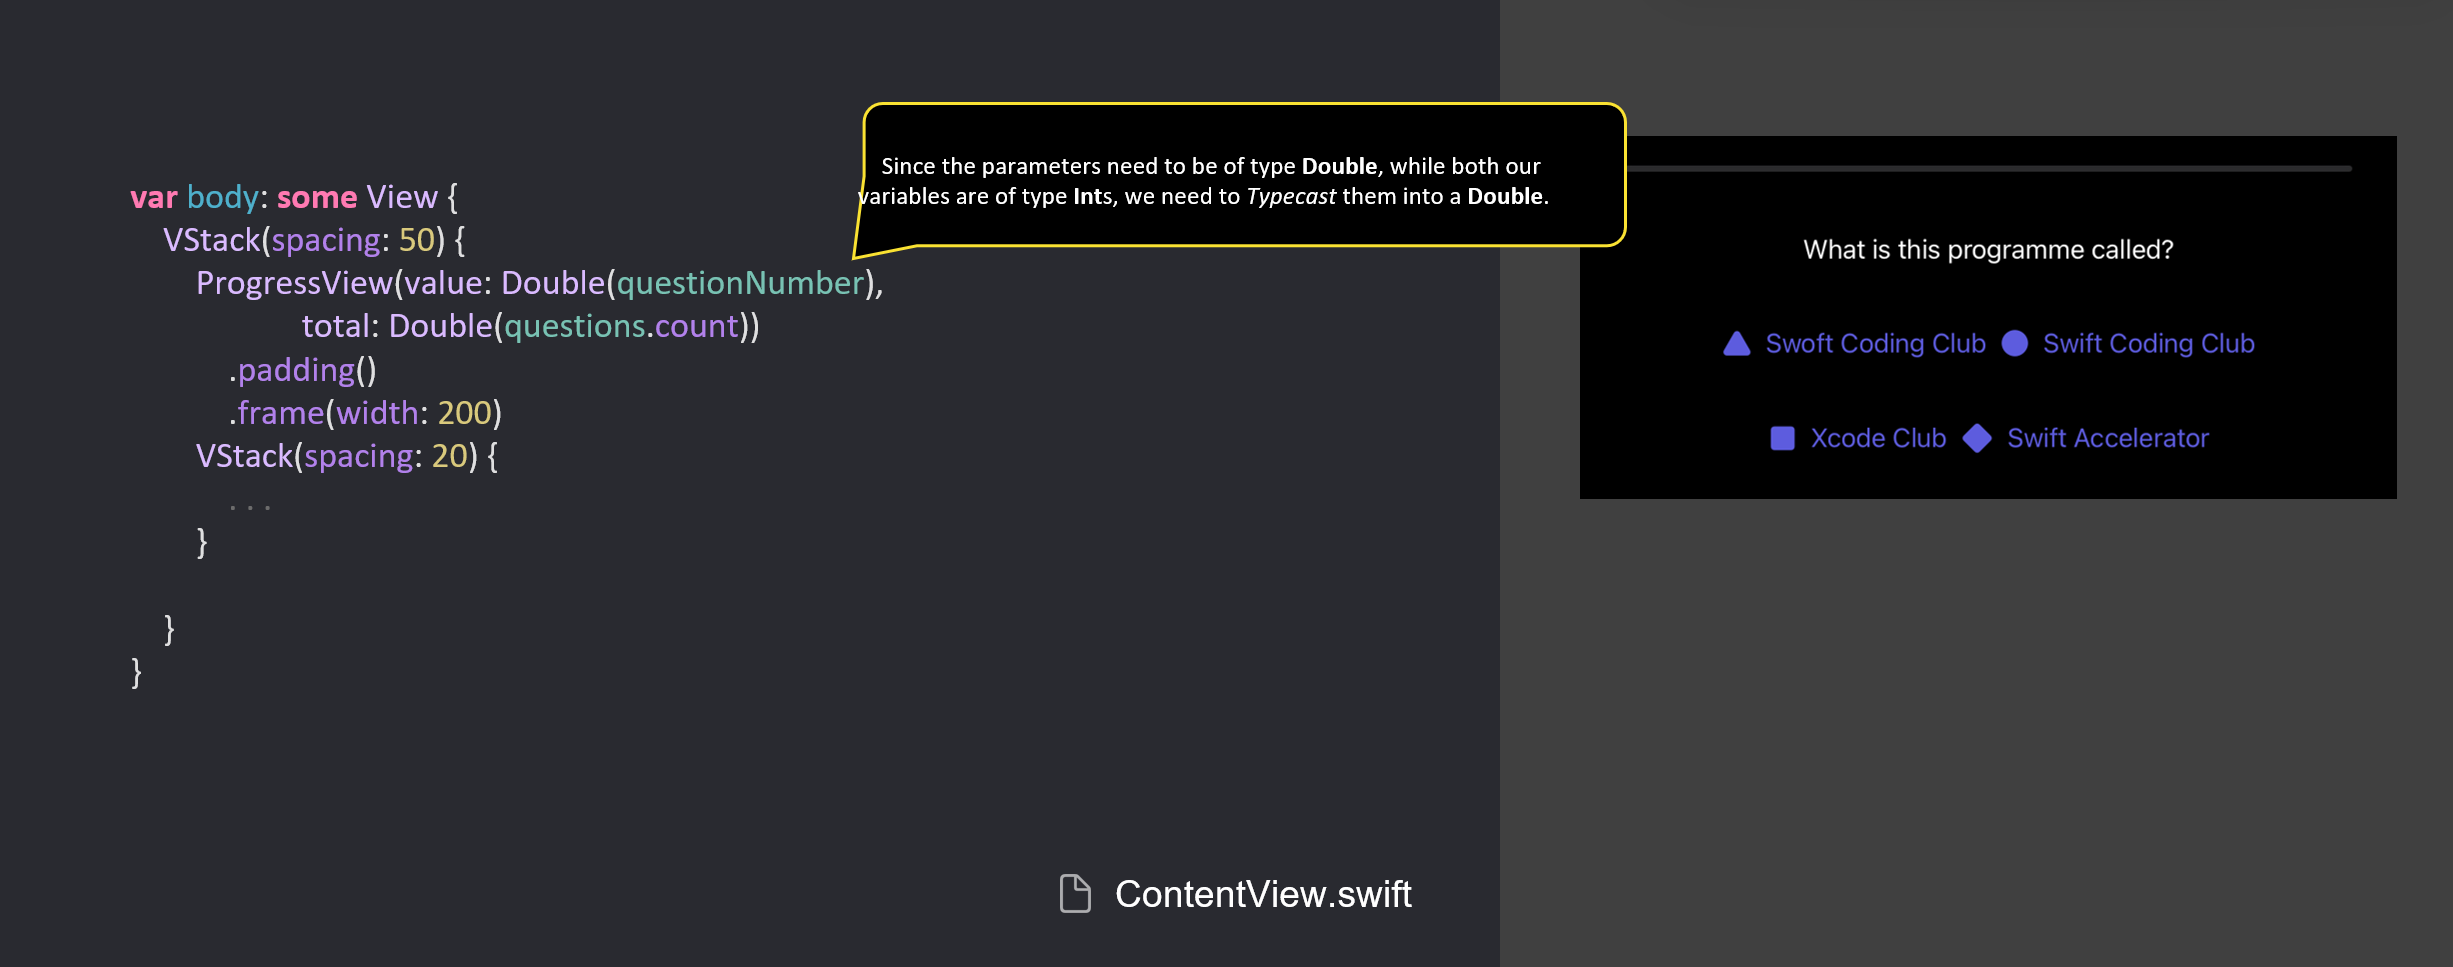 Since the parameters need to be of type Double, while both our
variables are of type Ints, we need to Typecast them into a Double.
var body: some View {
VStack(spacing: 50) {
ProgressView(value: Double(questionNumber),
total: Double(questions.count))
.padding()
.frame(width: 200)
VStack(spacing: 20) {
...
}
}
}
What is this programme called?
Swoft Coding Club Swift Coding Club
Xcode Club Swift Accelerator
ContentView.swift